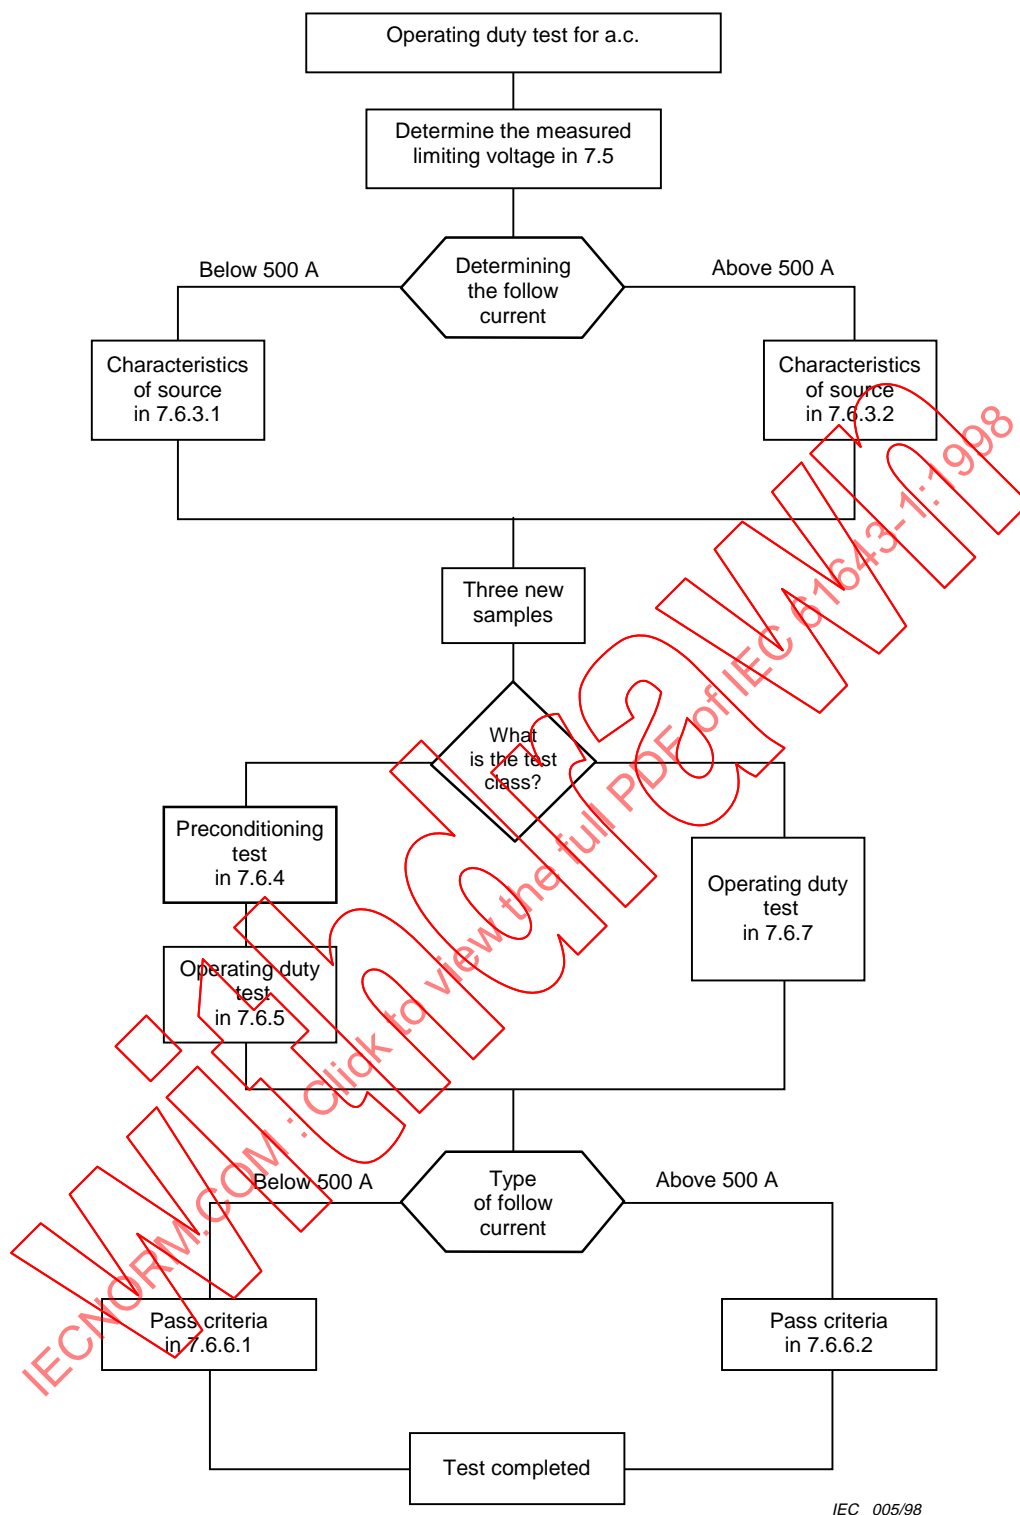 Operating duty test for a.c.
Determine the measured
limiting voltage in 7.5
Below 500 A
Determining
the follow
current
Above 500 A
Characteristics
of source
in 7.6.3.1
Characteristics
of source
in 7.6.3.2
Three new
samples
What
is the test
class?
Preconditioning
test
in 7.6.4
Operating duty
test
in 7.6.5
Operating duty
test
in 7.6.7
Below 500 A
Type
of follow
current
Above 500 A
Pass criteria
in 7.6.6.1
Pass criteria
in 7.6.6.2
Test completed
IEC 005/98
IECNORM.COM : Click to view the full PDF of IEC 61643-1:1998
Withdrawn